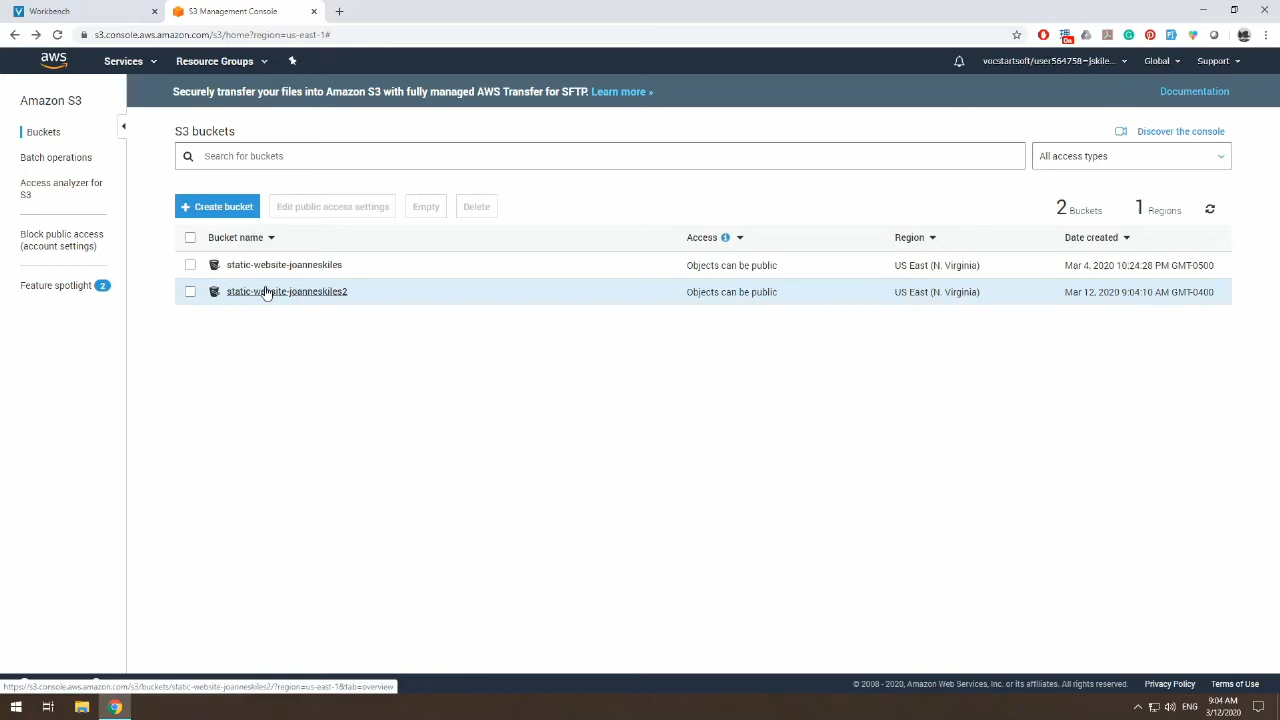 Workbench
S3 Management Console
s3.console.aws.amazon.com/s3/home?region=us-east-1#
aws
Services
Resource Groups
vocstartsoft/user564758=jskile...
Global
Support
Amazon S3
Buckets
Batch operations
Access analyzer for
S3
Block public access
(account settings)
Feature spotlight 2
Securely transfer your files into Amazon S3 with fully managed AWS Transfer for SFTP. Learn more »
Documentation
S3 buckets
Discover the console
Search for buckets
All access types
+ Create bucket
Edit public access settings
Empty
Delete
2 Buckets
1 Regions
Bucket name
Access
Region
Date created
static-website-joanneskiles
Objects can be public
US East (N. Virginia)
Mar 4, 2020 10:24:28 PM GMT-0500
static-website-joanneskiles2
Objects can be public
US East (N. Virginia)
Mar 12, 2020 9:04:10 AM GMT-0400
https://s3.console.aws.amazon.com/s3/buckets/static-website-joanneskiles2/?region=us-east-1&tab=overview
© 2008 - 2020, Amazon Web Services, Inc. or its affiliates. All rights reserved.
Privacy Policy
Terms of Use
ENG
9:04 AM
3/12/2020